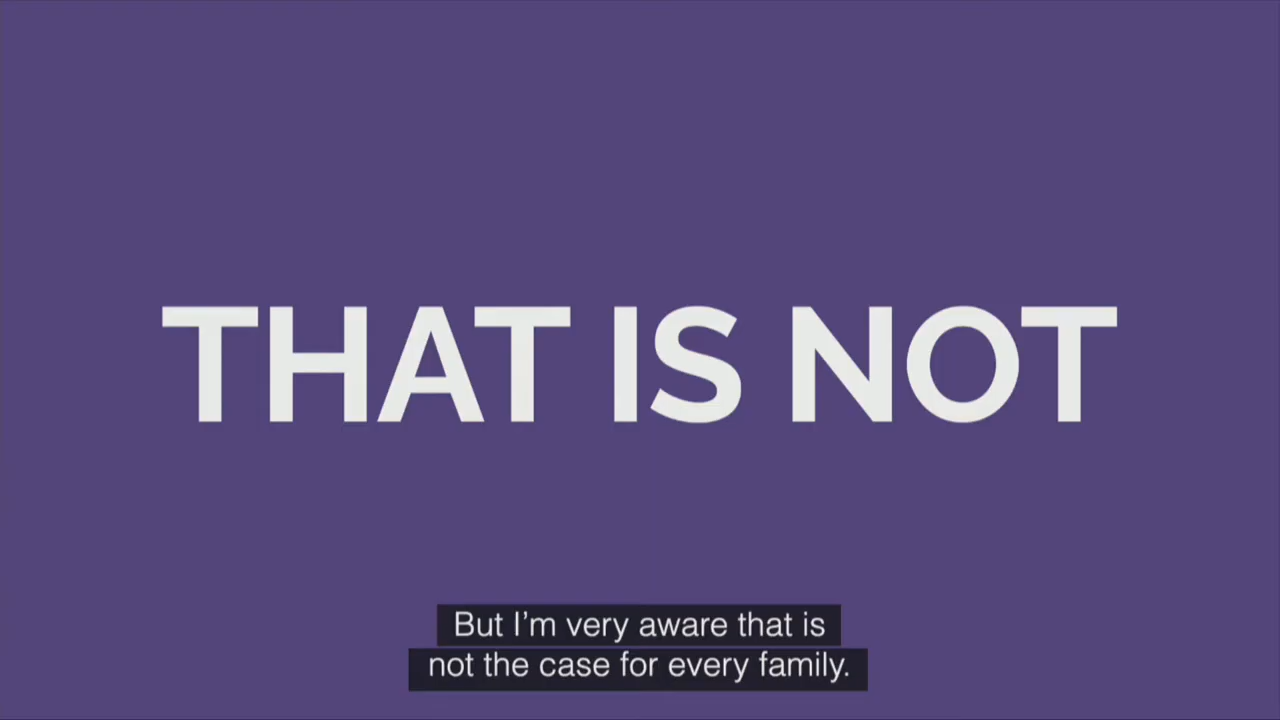 THAT IS NOT
But I’m very aware that is
not the case for every family.